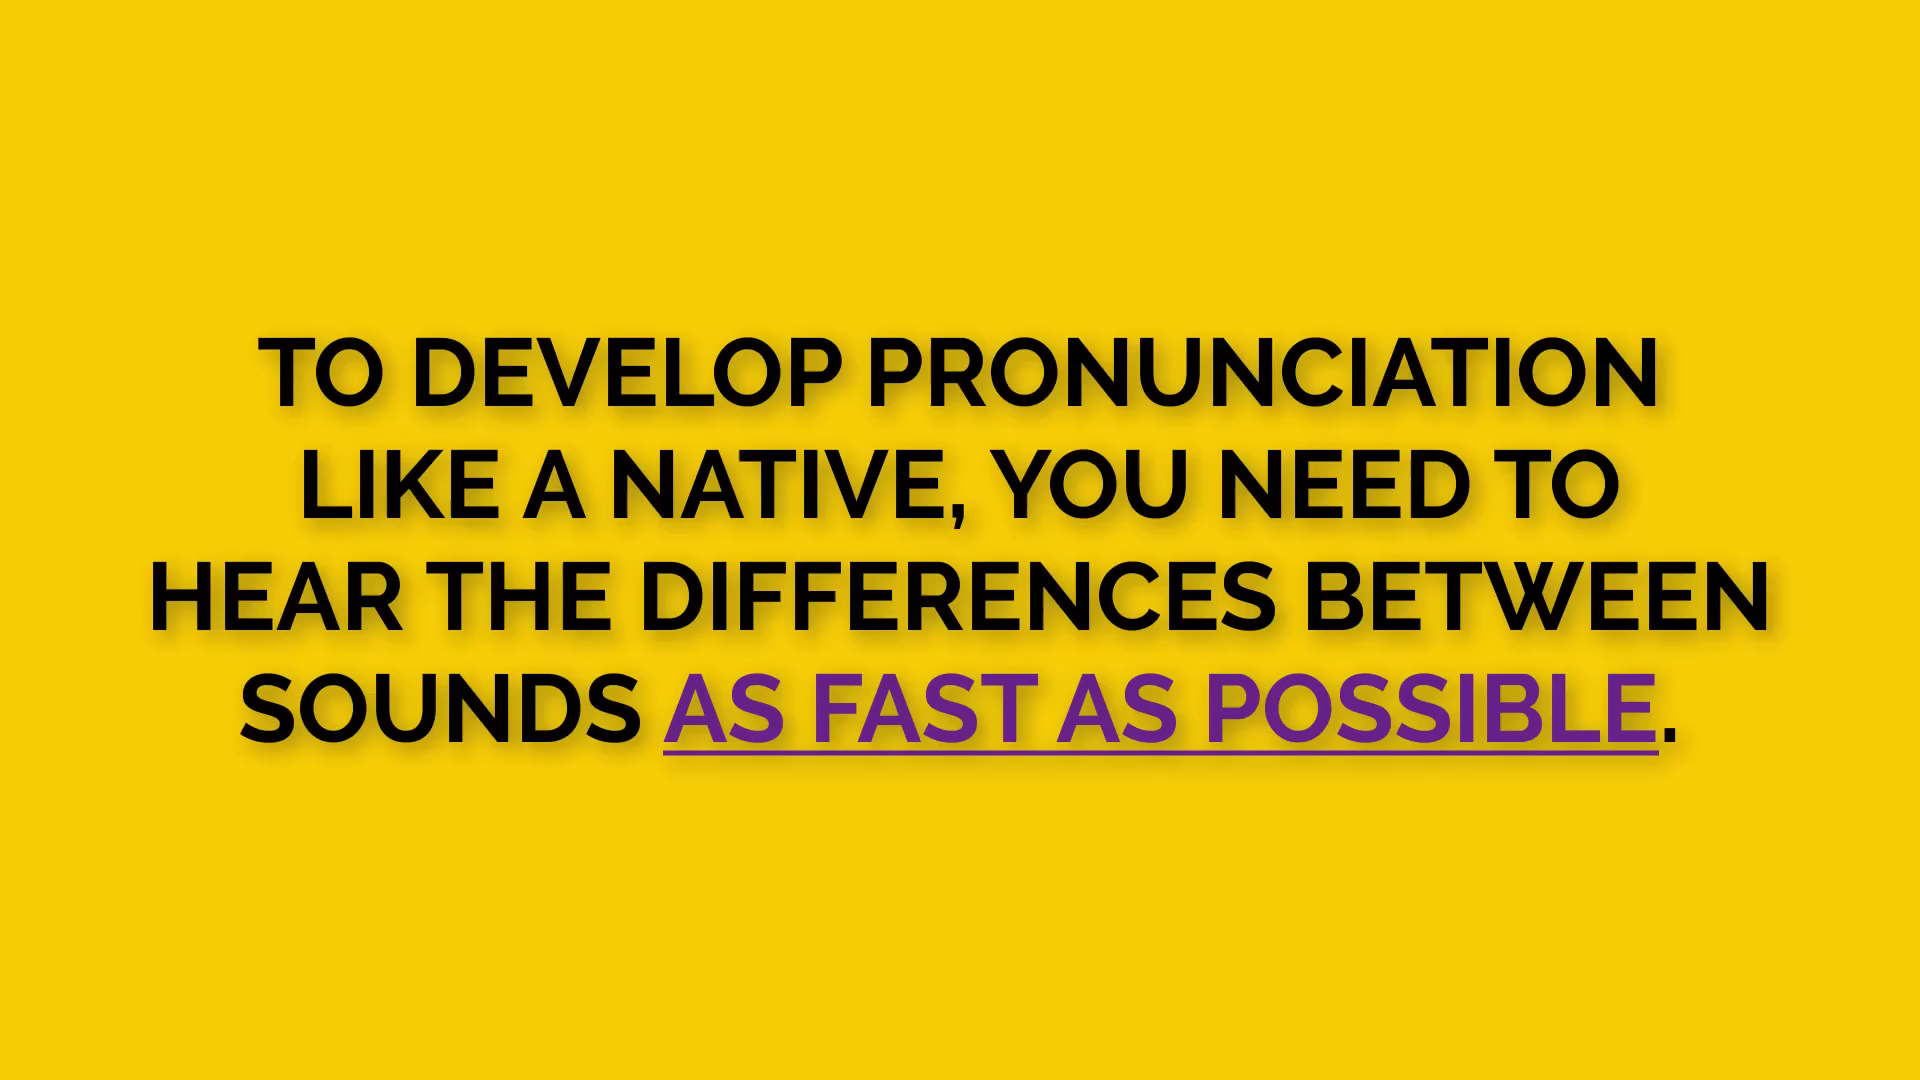 TO DEVELOP PRONUNCIATION
LIKE A NATIVE, YOU NEED TO
HEAR THE DIFFERENCES BETWEEN
SOUNDS AS FAST AS POSSIBLE.